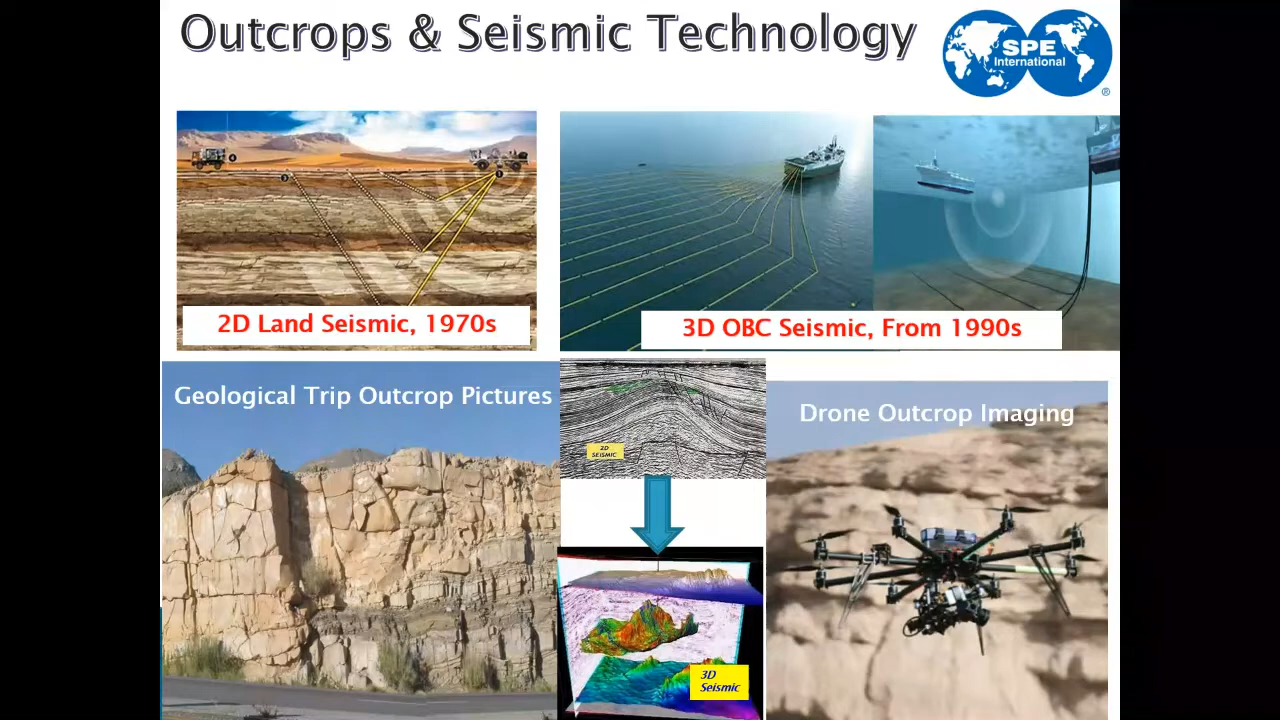 Outcrops & Seismic Technology
SPE
International
®
2D Land Seismic, 1970s
3D OBC Seismic, From 1990s
Geological Trip Outcrop Pictures
2D
SEISMIC
Drone Outcrop Imaging
3D
Seismic